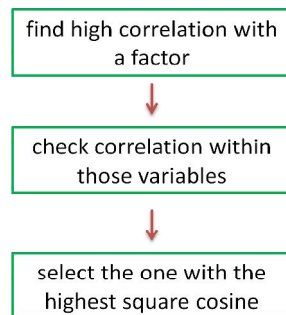 find high correlation with
a factor
check correlation within
those variables
select the one with the
highest square cosine